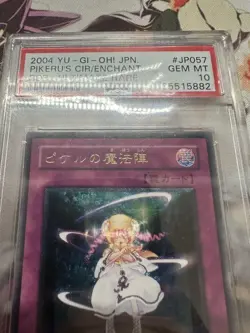 2004 YU-GI-OH! JPN. #JP057
PIKERU'S CIR/ENCHANT GEM MT
10
5515882
ピケルの魔法陣